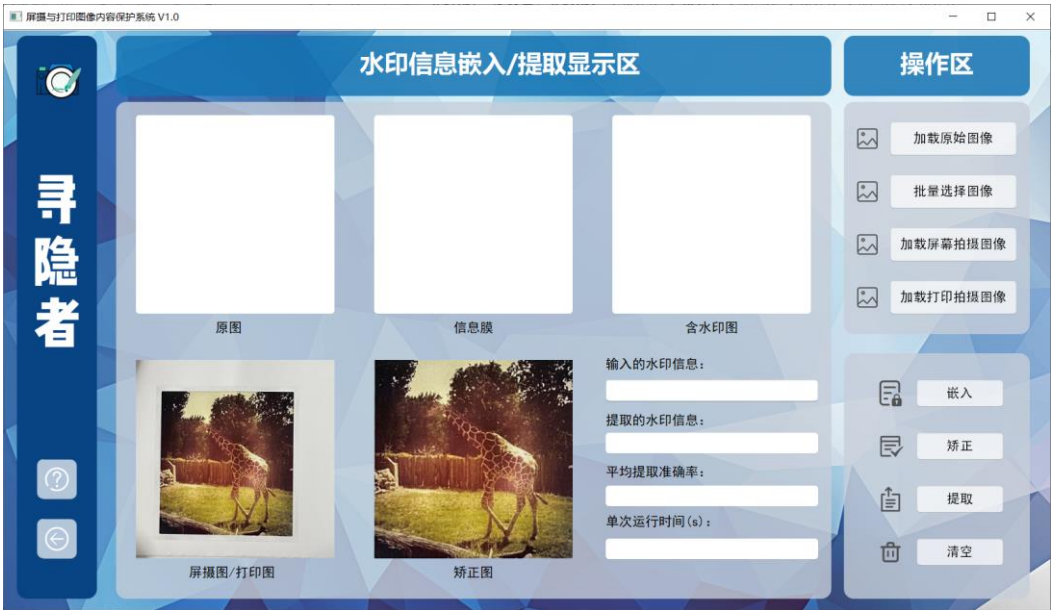 屏摄与打印图像内容保护系统 V1.0
寻隐者
水印信息嵌入/提取显示区
操作区
原图
信息膜
含水印图
屏摄图/打印图
矫正图
输入的水印信息:
提取的水印信息:
平均提取准确率:
单次运行时间(s):
加载原始图像
批量选择图像
加载屏幕拍摄图像
加载打印拍摄图像
嵌入
矫正
提取
清空